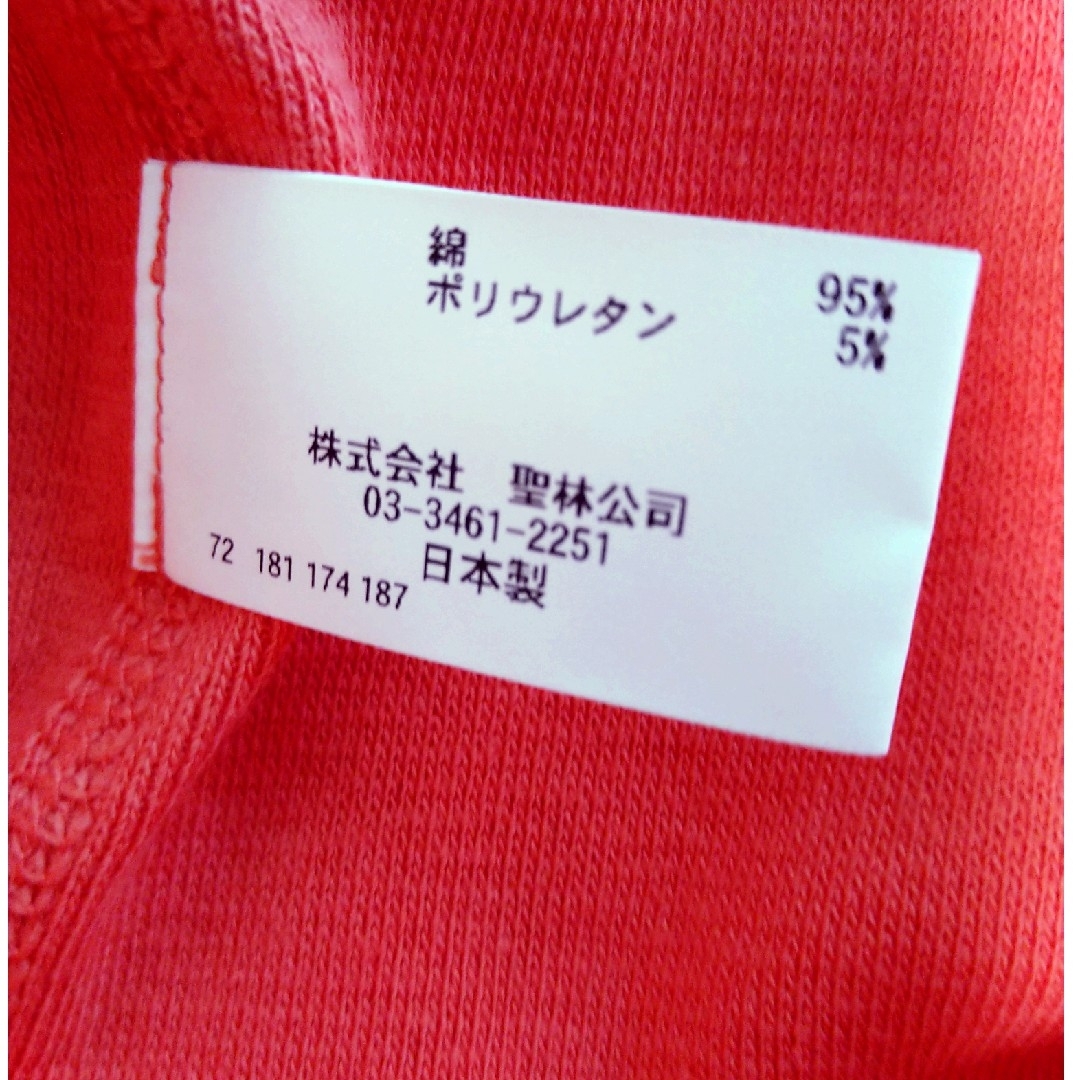 綿 95%
ポリウレタン 5%
株式会社　聖林公司
03-3461-2251
日本製
72 181 174 187